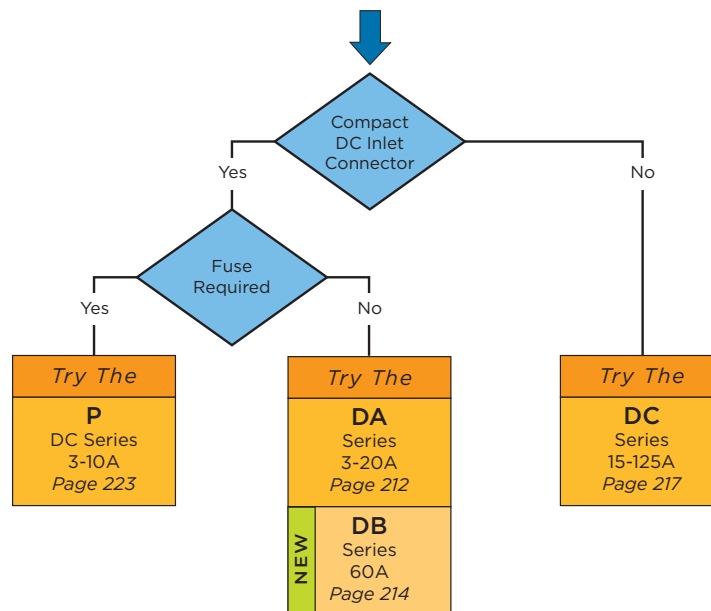 Compact
DC Inlet
Connector
Yes
No
Fuse
Required
Yes
No
Try The
P
DC Series
3-10A
Page 223
Try The
DA
Series
3-20A
Page 212
NEW
DB
Series
60A
Page 214
Try The
DC
Series
15-125A
Page 217